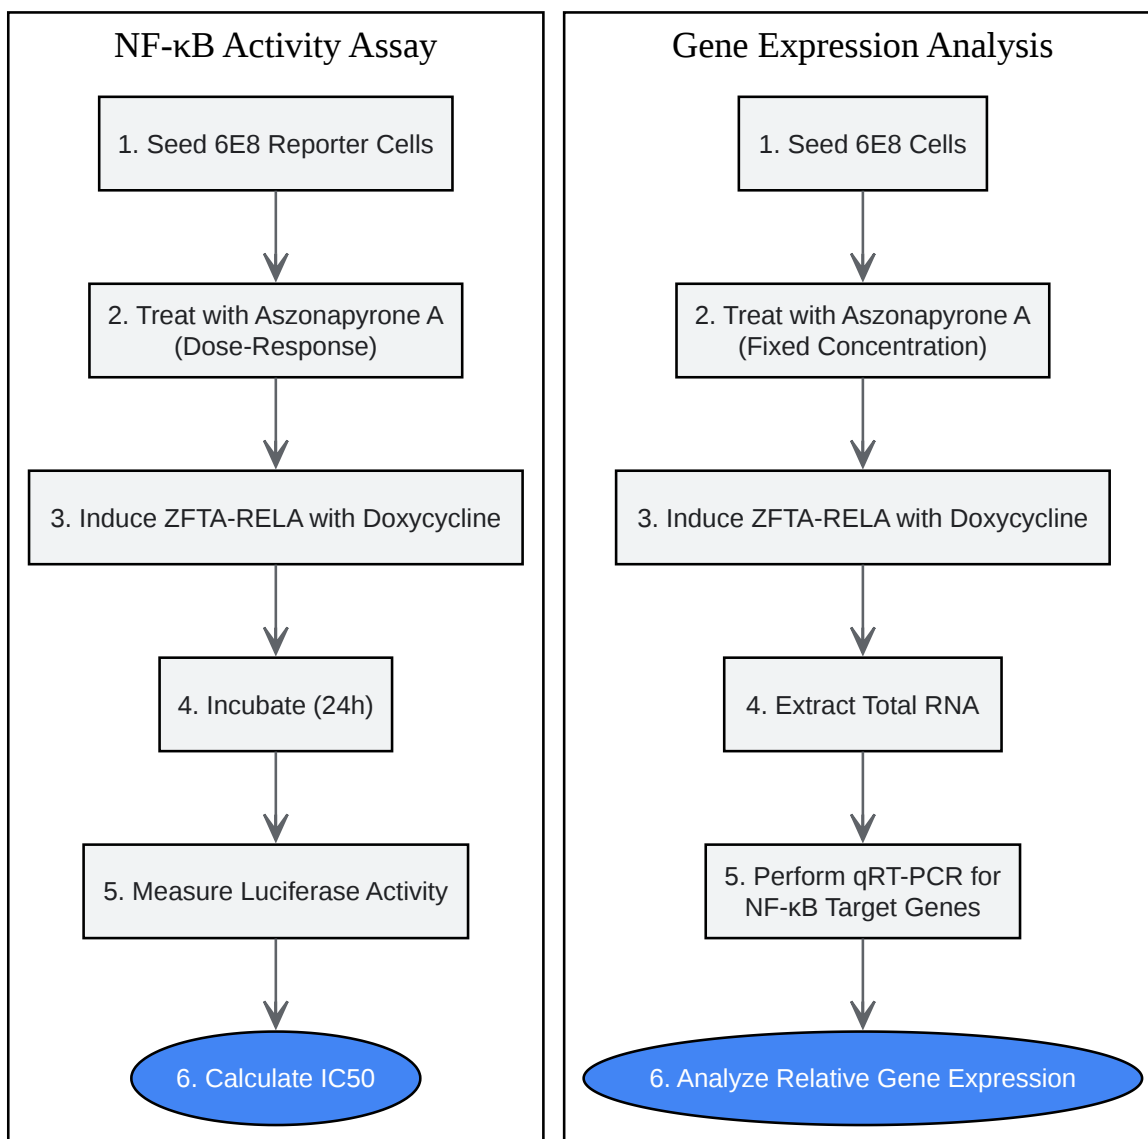 NF-κB Activity Assay
1. Seed 6E8 Reporter Cells
2. Treat with Aszonapyrone A
(Dose-Response)
3. Induce ZFTA-RELA with Doxycycline
4. Incubate (24h)
5. Measure Luciferase Activity
6. Calculate IC50
Gene Expression Analysis
1. Seed 6E8 Cells
2. Treat with Aszonapyrone A
(Fixed Concentration)
3. Induce ZFTA-RELA with Doxycycline
4. Extract Total RNA
5. Perform qRT-PCR for
NF-κB Target Genes
6. Analyze Relative Gene Expression